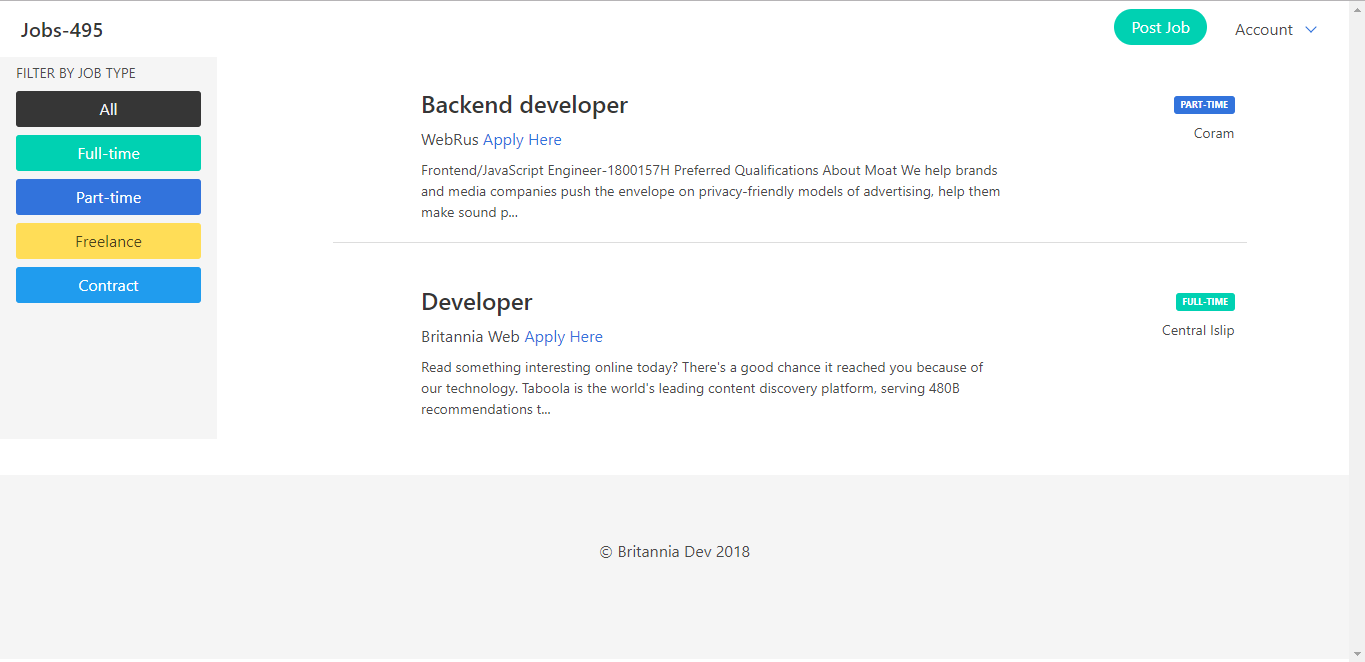 Jobs-495
Post Job
Account
FILTER BY JOB TYPE
All
Full-time
Part-time
Freelance
Contract
Backend developer
PART-TIME
WebRus Apply Here
Coram
Frontend/JavaScript Engineer-1800157H Preferred Qualifications About Moat We help brands
and media companies push the envelope on privacy-friendly models of advertising, help them
make sound p...
Developer
FULL-TIME
Britannia Web Apply Here
Central Islip
Read something interesting online today? There's a good chance it reached you because of
our technology. Taboola is the world's leading content discovery platform, serving 480B
recommendations t...
© Britannia Dev 2018